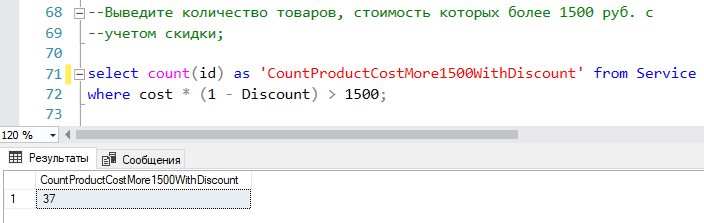 68 --Выведите количество товаров, стоимость которых более 1500 руб. с
69 --учетом скидки;
70
71 select count(id) as 'CountProductCostMore1500WithDiscount' from Service
72 where cost * (1 - Discount) > 1500;
73
120 %
Результаты Сообщения
CountProductCostMore1500WithDiscount
1 37